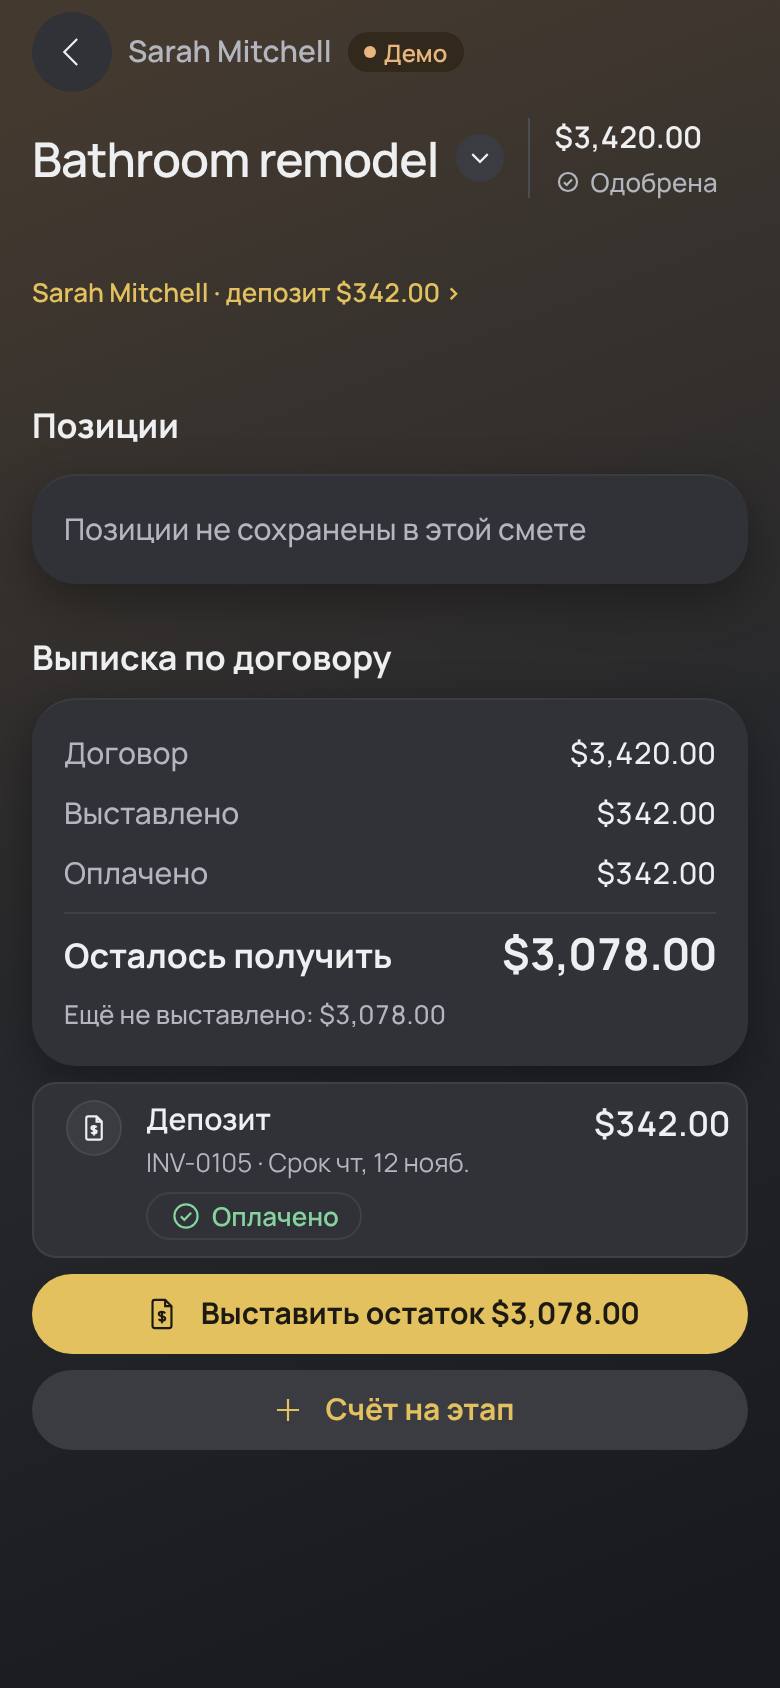 Sarah Mitchell
Демо
Bathroom remodel
$3,420.00
Одобрена
Sarah Mitchell · депозит $342.00 ›
Позиции
Позиции не сохранены в этой смете
Выписка по договору
Договор $3,420.00
Выставлено $342.00
Оплачено $342.00
Осталось получить $3,078.00
Ещё не выставлено: $3,078.00
Депозит $342.00
INV-0105 · Срок чт, 12 нояб.
Оплачено
Выставить остаток $3,078.00
Счёт на этап